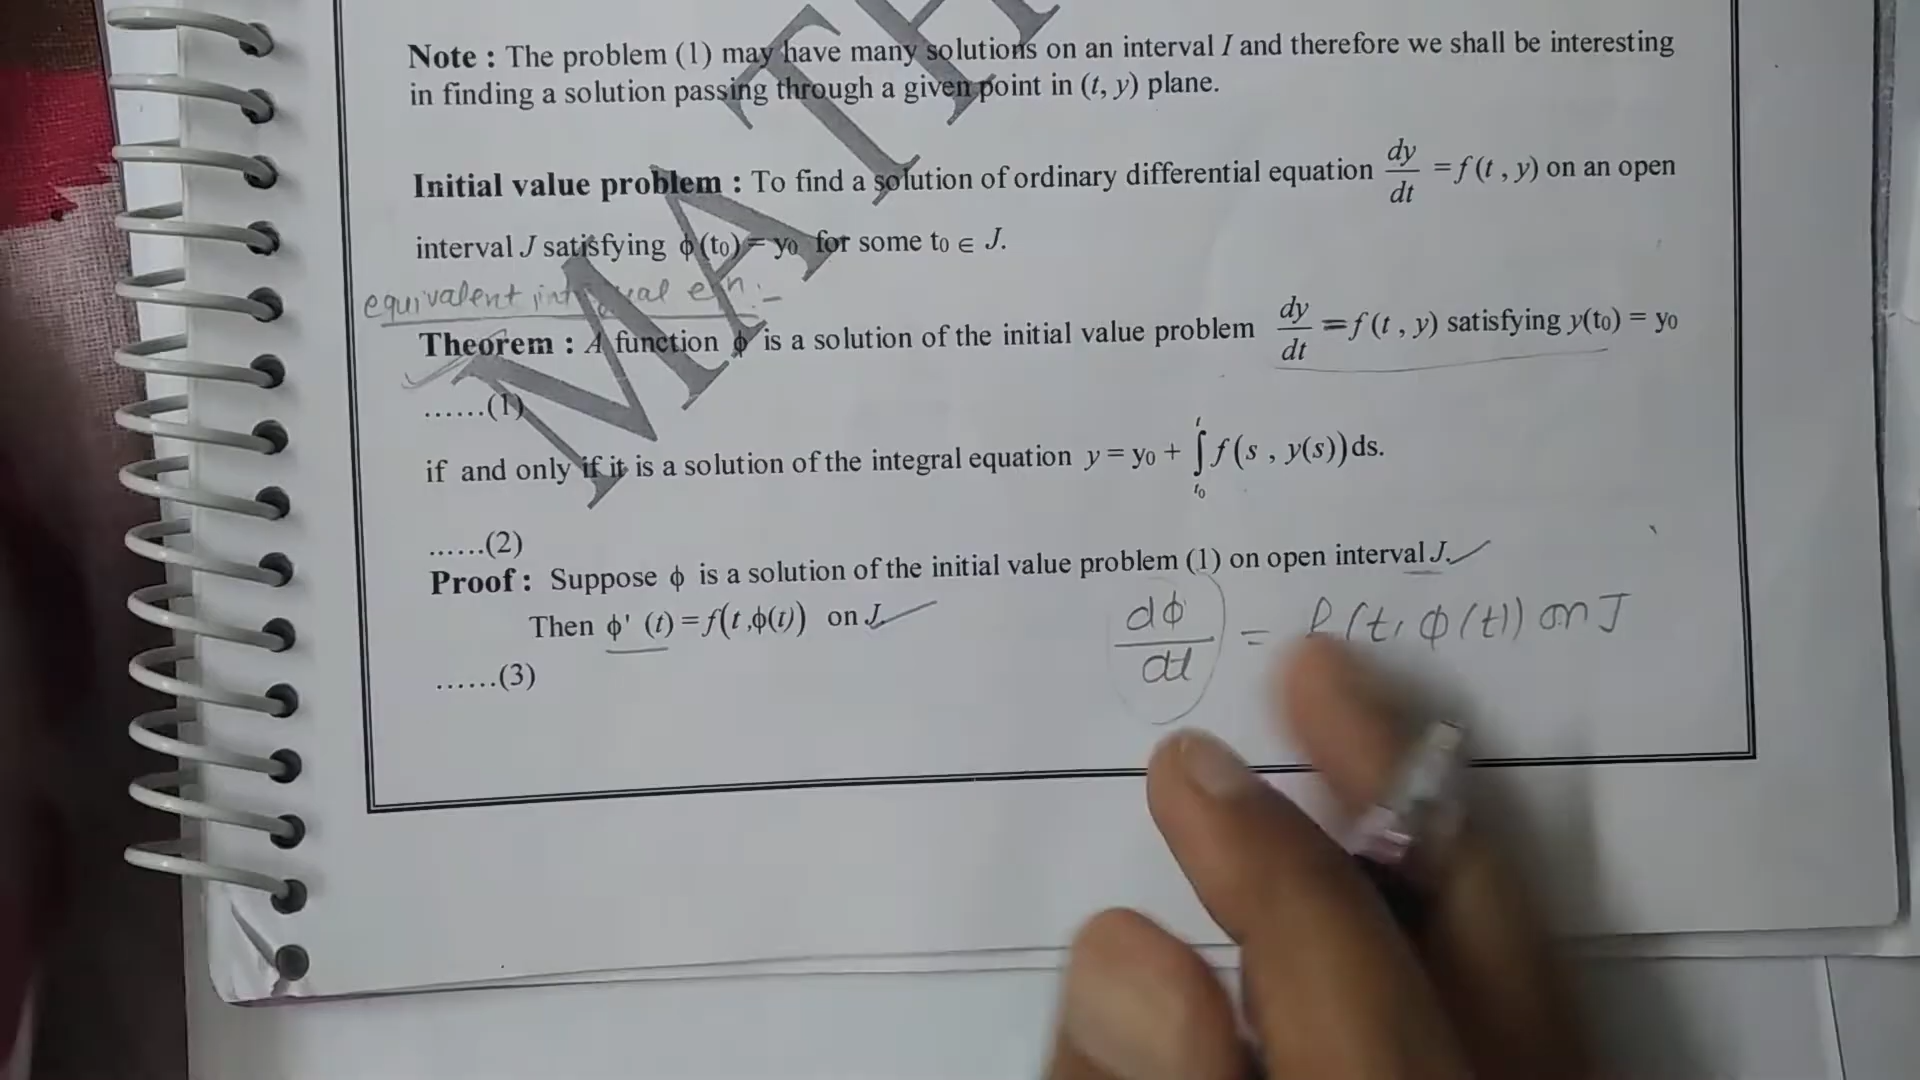 Note : The problem (1) may have many solutions on an interval I and therefore we shall be interesting
in finding a solution passing through a given point in (t, y) plane.
Initial value problem : To find a solution of ordinary differential equation dy/dt = f (t , y) on an open
interval J satisfying ϕ(t₀) = y₀ for some t₀ ∈ J.
equivalent integral eqn:-
Theorem : A function ϕ is a solution of the initial value problem dy/dt = f (t , y) satisfying y(t₀) = y₀
......(1)
if and only if it is a solution of the integral equation y = y₀ + ∫_{t₀}^{t} f(s , y(s))ds.
......(2)
Proof : Suppose ϕ is a solution of the initial value problem (1) on open interval J.
Then ϕ' (t) = f(t ,ϕ(t)) on J.
dϕ/dt = f(t, ϕ(t)) on J
......(3)
MATH